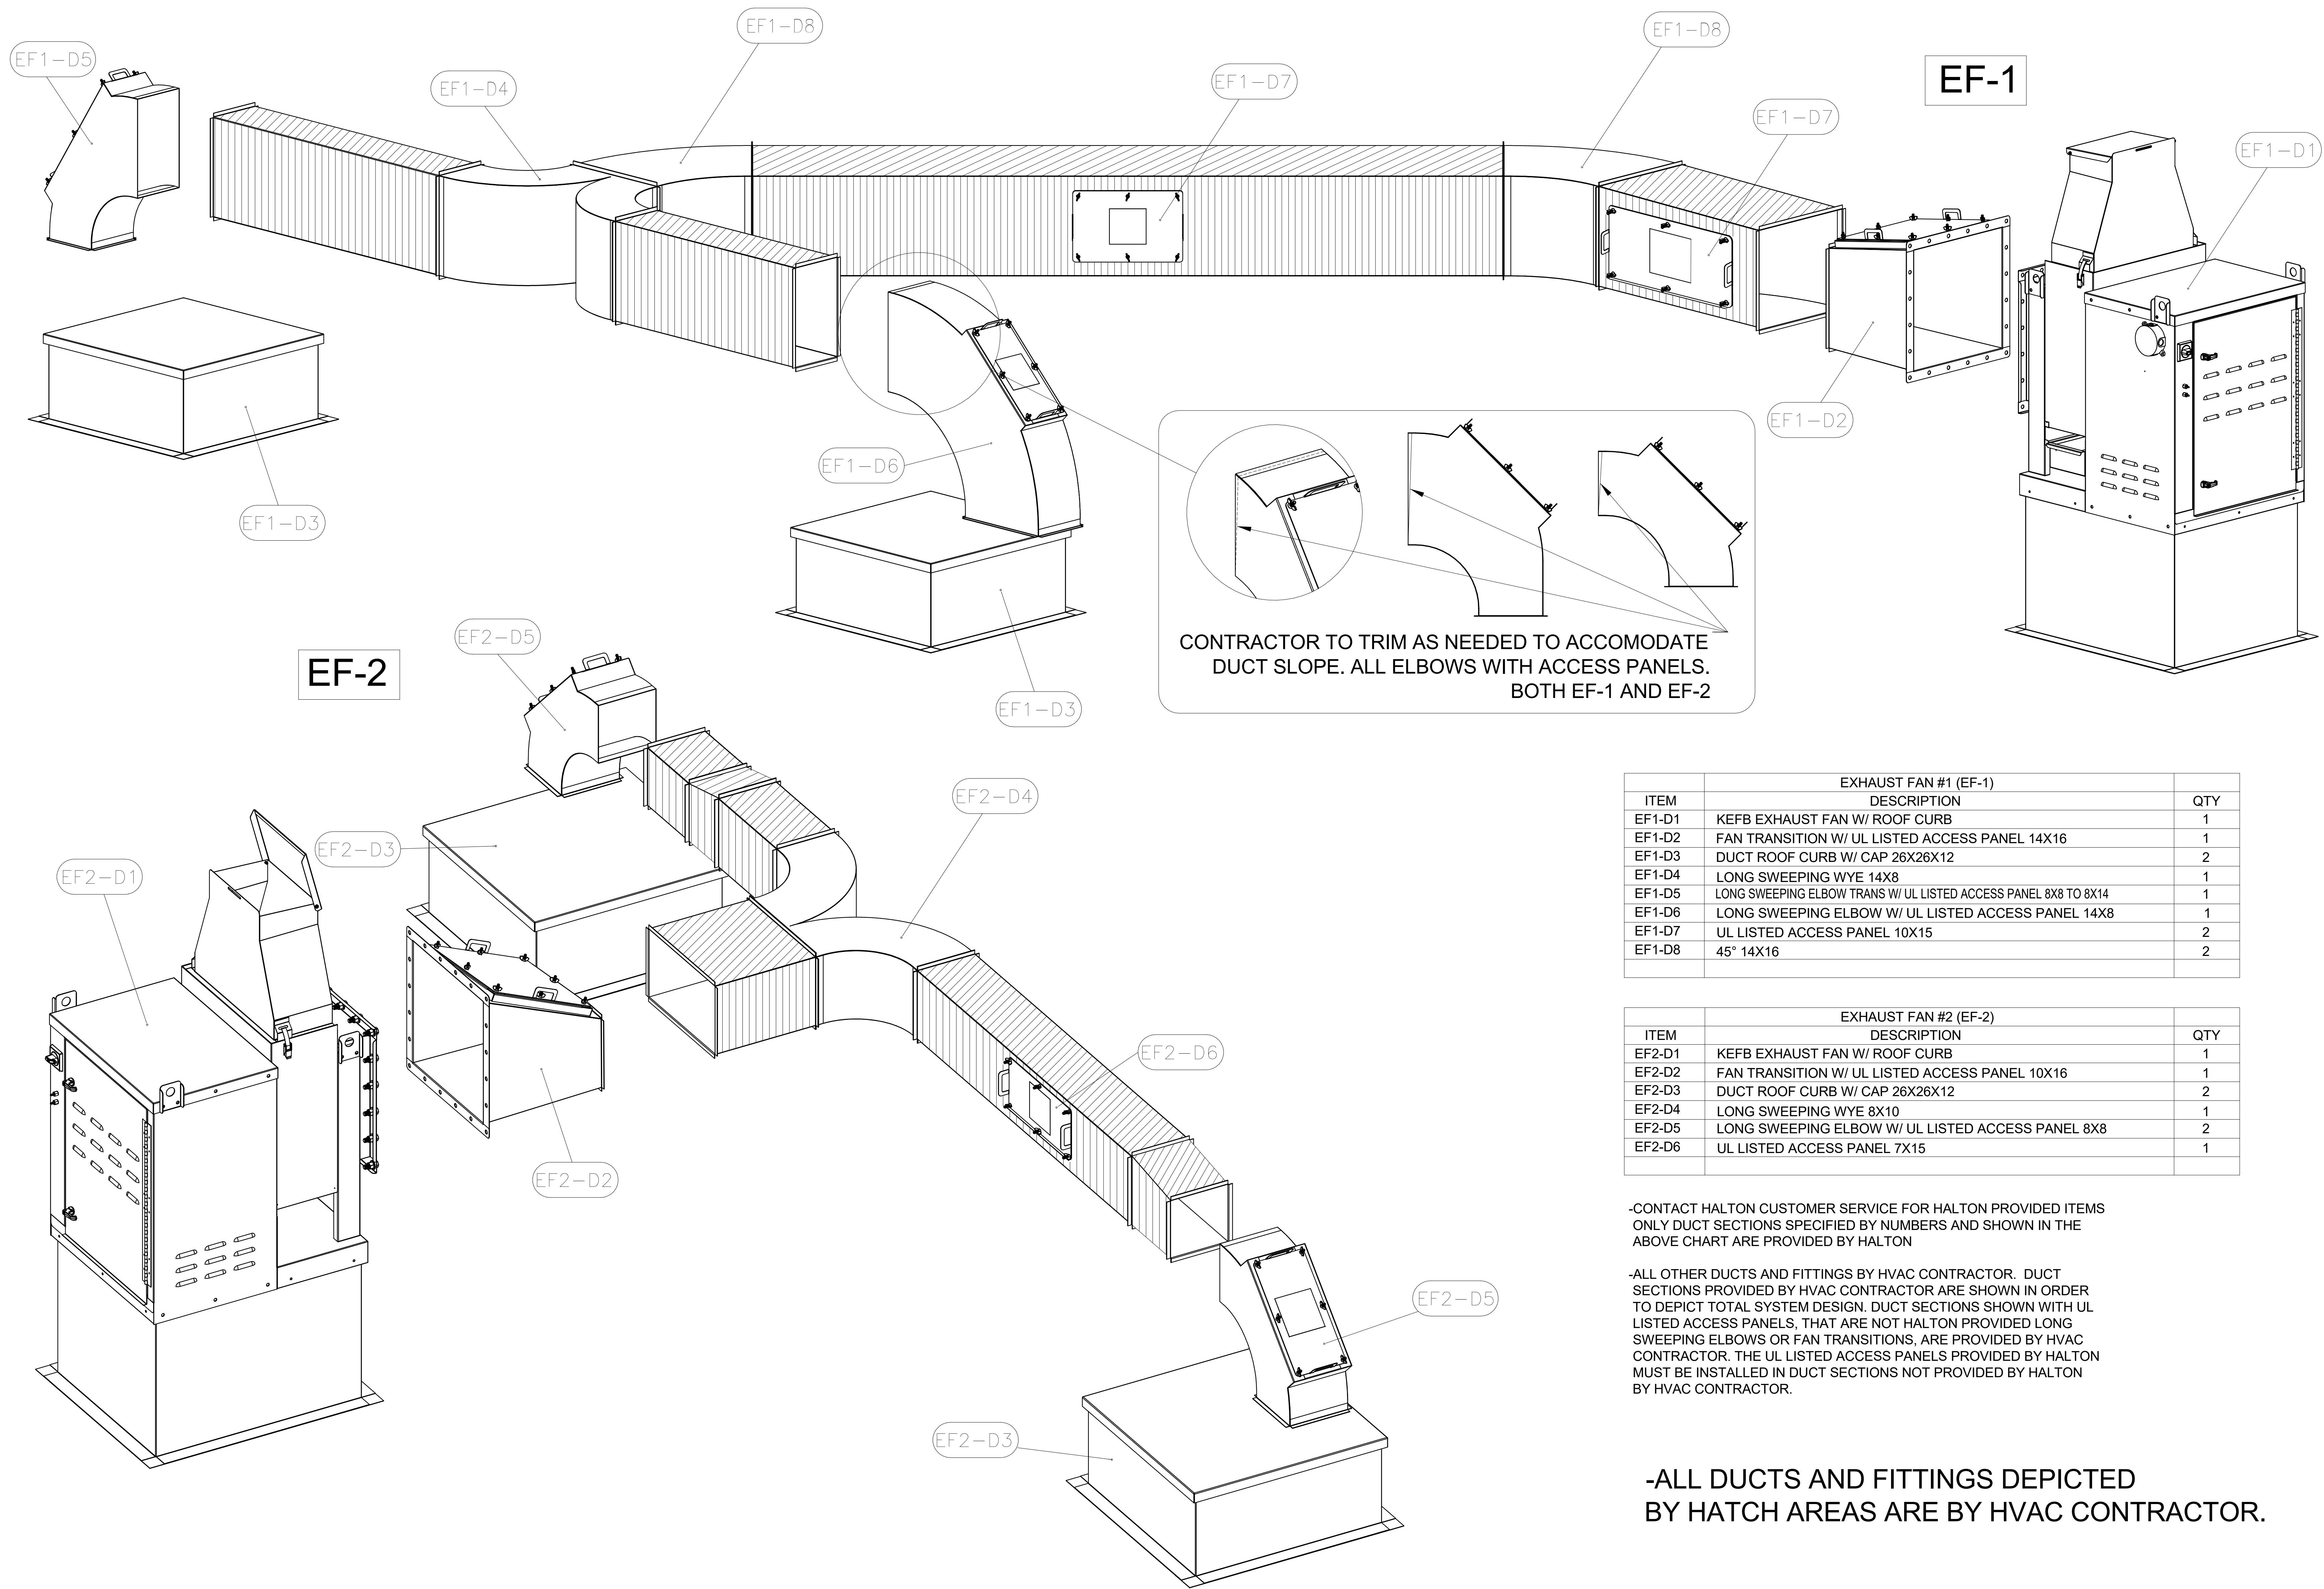 EF1-D8
EF1-D8
EF1-D5
EF1-D4
EF1-D7
EF-1
EF1-D7
EF1-D1
EF1-D2
EF1-D6
EF1-D3
EF1-D3
CONTRACTOR TO TRIM AS NEEDED TO ACCOMODATE
DUCT SLOPE. ALL ELBOWS WITH ACCESS PANELS.
BOTH EF-1 AND EF-2
EF-2
EF2-D5
EF2-D4
EF2-D3
EF2-D1
EF2-D6
EF2-D2
EF2-D5
EF2-D3
EXHAUST FAN #1 (EF-1)
ITEM DESCRIPTION QTY
EF1-D1 KEFB EXHAUST FAN W/ ROOF CURB 1
EF1-D2 FAN TRANSITION W/ UL LISTED ACCESS PANEL 14X16 1
EF1-D3 DUCT ROOF CURB W/ CAP 26X26X12 2
EF1-D4 LONG SWEEPING WYE 14X8 1
EF1-D5 LONG SWEEPING ELBOW TRANS W/ UL LISTED ACCESS PANEL 8X8 TO 8X14 1
EF1-D6 LONG SWEEPING ELBOW W/ UL LISTED ACCESS PANEL 14X8 1
EF1-D7 UL LISTED ACCESS PANEL 10X15 2
EF1-D8 45° 14X16 2
EXHAUST FAN #2 (EF-2)
ITEM DESCRIPTION QTY
EF2-D1 KEFB EXHAUST FAN W/ ROOF CURB 1
EF2-D2 FAN TRANSITION W/ UL LISTED ACCESS PANEL 10X16 1
EF2-D3 DUCT ROOF CURB W/ CAP 26X26X12 2
EF2-D4 LONG SWEEPING WYE 8X10 1
EF2-D5 LONG SWEEPING ELBOW W/ UL LISTED ACCESS PANEL 8X8 2
EF2-D6 UL LISTED ACCESS PANEL 7X15 1
-CONTACT HALTON CUSTOMER SERVICE FOR HALTON PROVIDED ITEMS
ONLY DUCT SECTIONS SPECIFIED BY NUMBERS AND SHOWN IN THE
ABOVE CHART ARE PROVIDED BY HALTON
-ALL OTHER DUCTS AND FITTINGS BY HVAC CONTRACTOR. DUCT
SECTIONS PROVIDED BY HVAC CONTRACTOR ARE SHOWN IN ORDER
TO DEPICT TOTAL SYSTEM DESIGN. DUCT SECTIONS SHOWN WITH UL
LISTED ACCESS PANELS, THAT ARE NOT HALTON PROVIDED LONG
SWEEPING ELBOWS OR FAN TRANSITIONS, ARE PROVIDED BY HVAC
CONTRACTOR. THE UL LISTED ACCESS PANELS PROVIDED BY HALTON
MUST BE INSTALLED IN DUCT SECTIONS NOT PROVIDED BY HALTON
BY HVAC CONTRACTOR.
-ALL DUCTS AND FITTINGS DEPICTED
BY HATCH AREAS ARE BY HVAC CONTRACTOR.